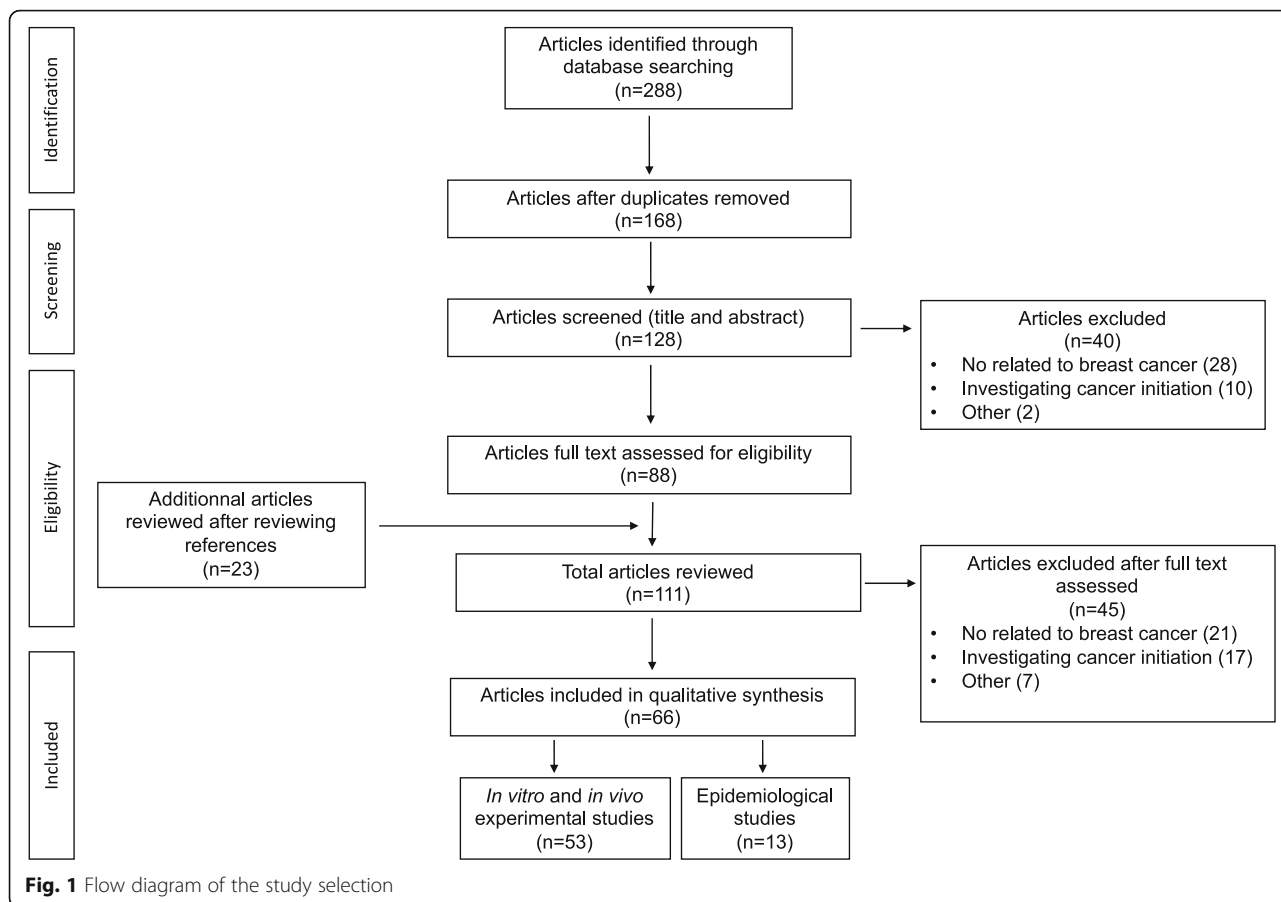 Identification
Articles identified through
database searching
(n=288)
Articles after duplicates removed
(n=168)
Screening
Articles screened (title and abstract)
(n=128)
Articles excluded
(n=40)
• No related to breast cancer (28)
• Investigating cancer initiation (10)
• Other (2)
Eligibility
Articles full text assessed for eligibility
(n=88)
Additionnal articles
reviewed after reviewing
references
(n=23)
Total articles reviewed
(n=111)
Articles excluded after full text
assessed
(n=45)
• No related to breast cancer (21)
• Investigating cancer initiation (17)
• Other (7)
Included
Articles included in qualitative synthesis
(n=66)
In vitro and in vivo
experimental studies
(n=53)
Epidemiological
studies
(n=13)
Fig. 1 Flow diagram of the study selection